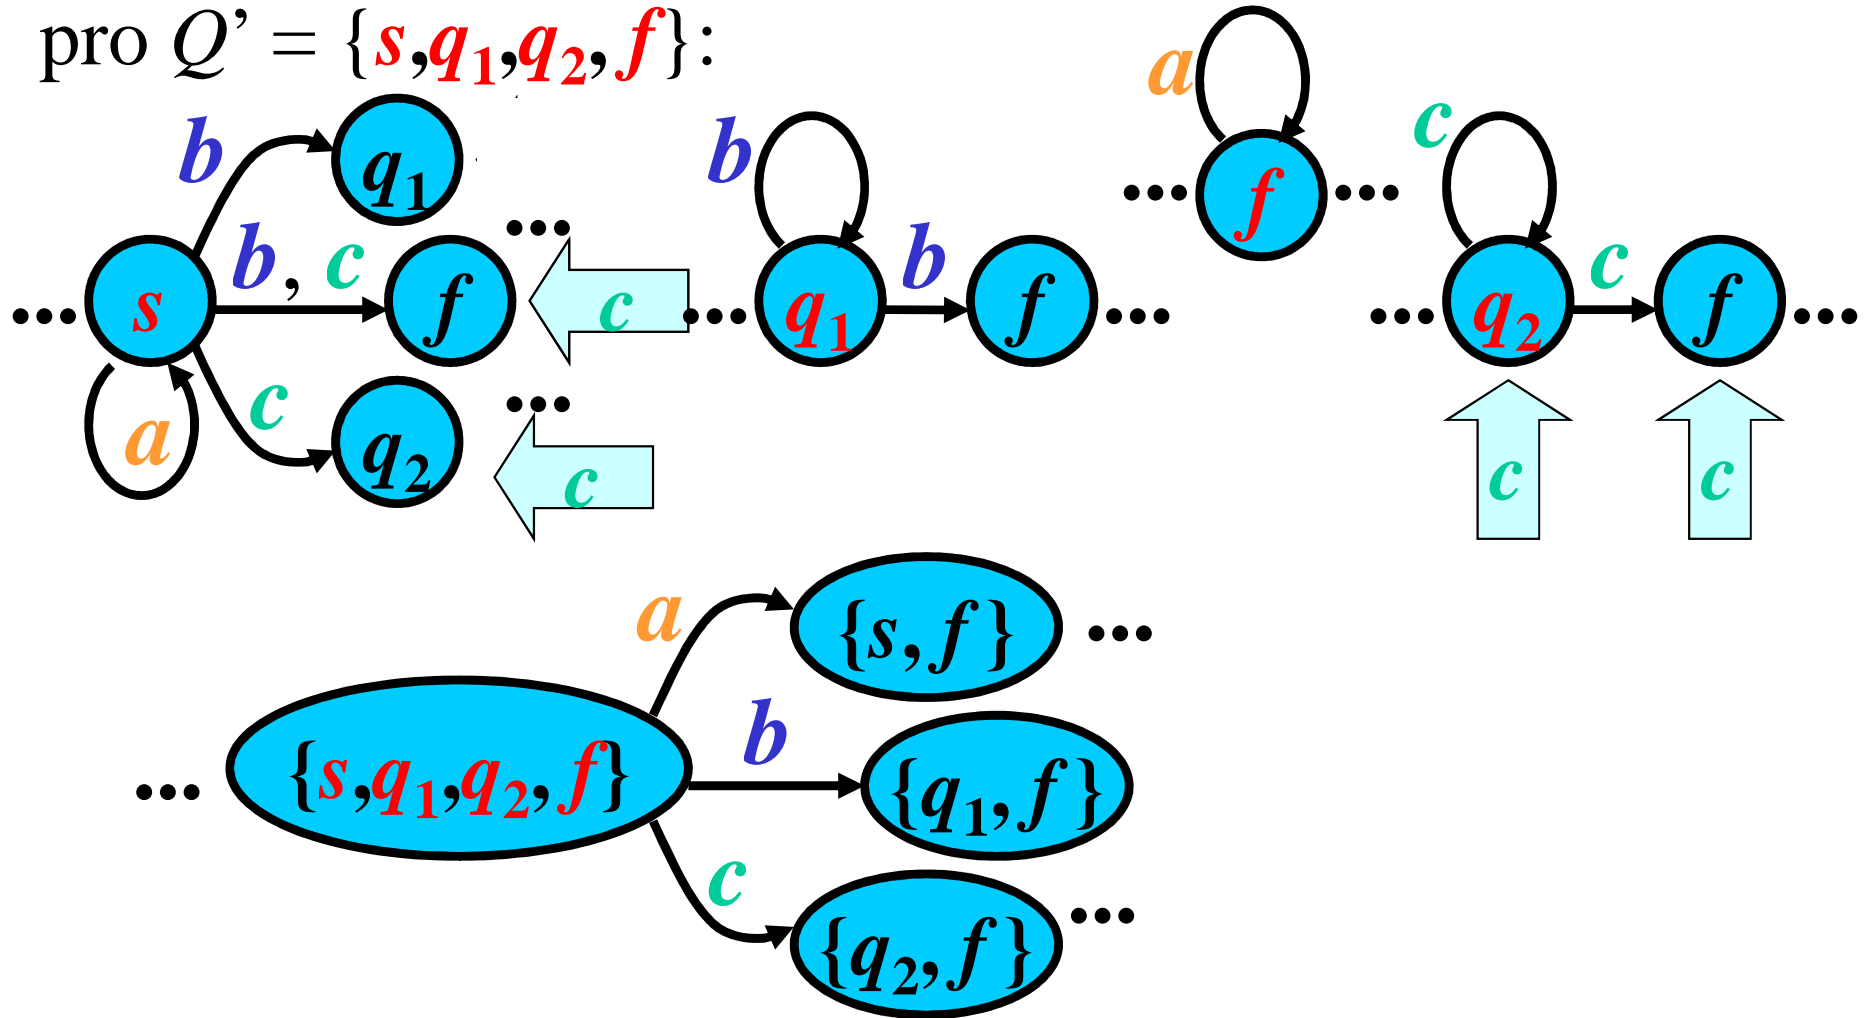 pro Q’ = {s,q1,q2,f}:
a
b
q1
b
c
...
f
...
...
s
b, c
f
...
c
...
q1
b
f
...
...
q2
c
f
...
a
c
q2
...
c
c
c
a
{s,f}
...
...
{s,q1,q2,f}
b
{q1,f}
c
{q2,f}
...